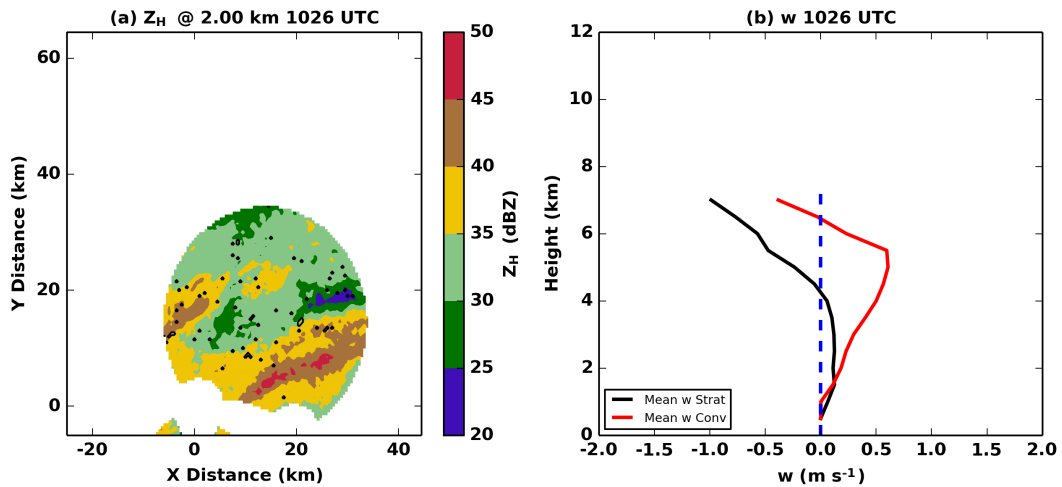 (a) Z_H @ 2.00 km 1026 UTC
60
40
20
0
-20 0 20 40
X Distance (km)
Y Distance (km)
50
45
40
35
30
25
20
Z_H (dBZ)
(b) w 1026 UTC
12
10
8
6
4
2
0
-2.0 -1.5 -1.0 -0.5 0.0 0.5 1.0 1.5 2.0
w (m s⁻¹)
Height (km)
Mean w Strat
Mean w Conv